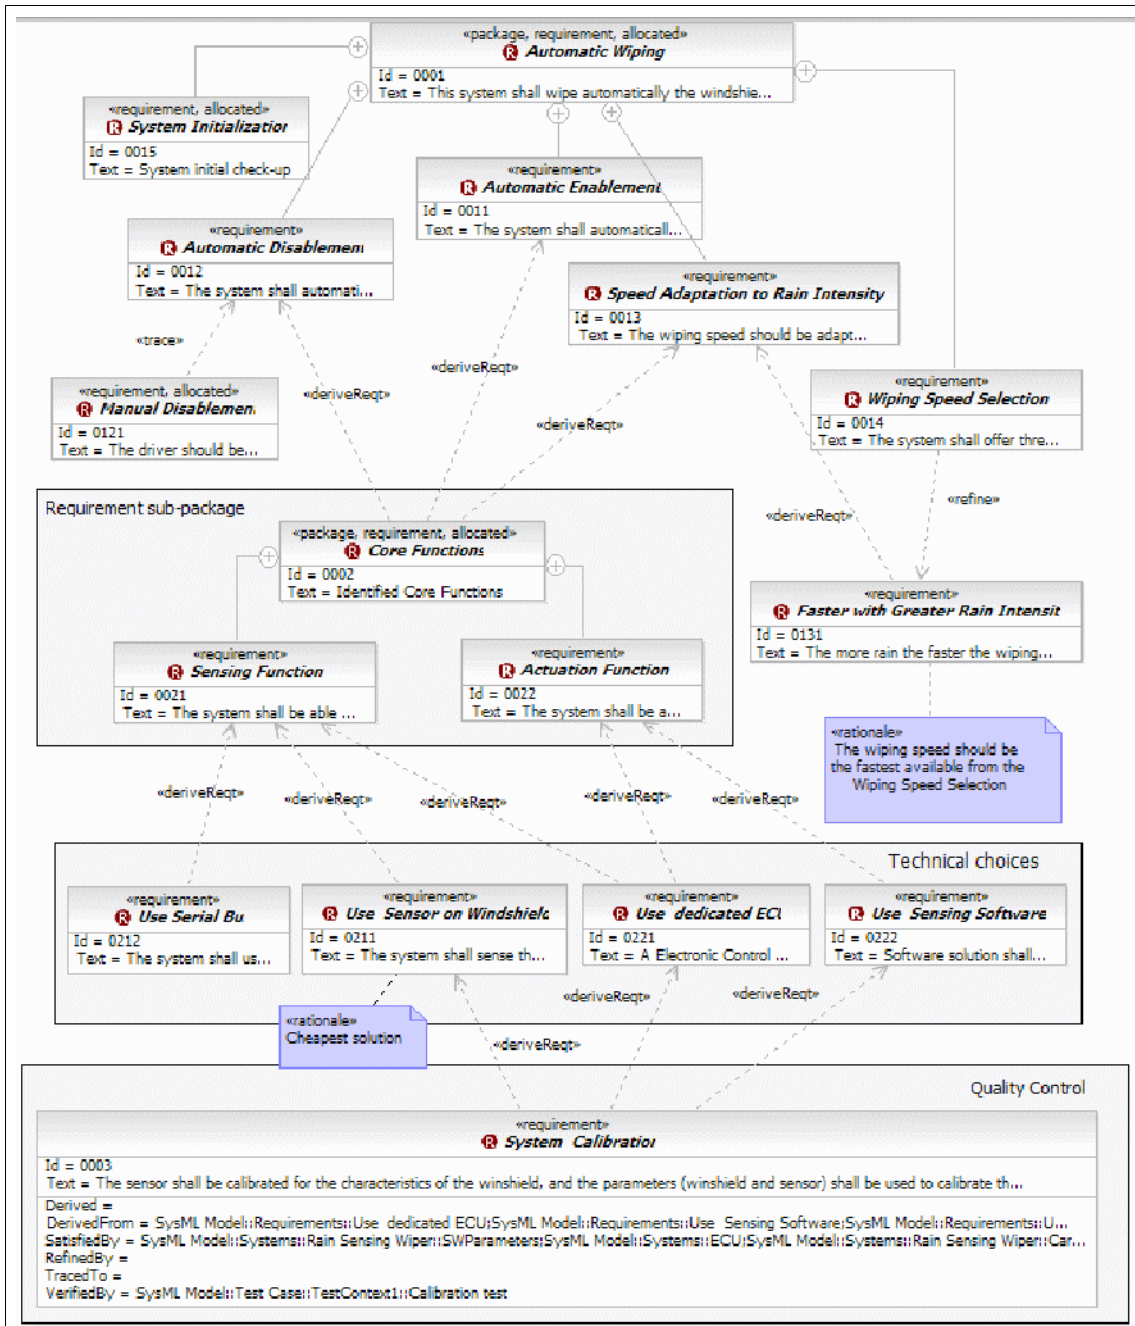 «package, requirement, allocated»
R Automatic Wiping
Id = 0001
Text = This system shall wipe automatically the windshie...
«requirement, allocated»
R System Initialization
Id = 0015
Text = System initial check-up
«requirement»
R Automatic Enablement
Id = 0011
Text = The system shall automaticall...
«requirement»
R Automatic Disablement
Id = 0012
Text = The system shall automati...
«requirement»
R Speed Adaptation to Rain Intensity
Id = 0013
Text = The wiping speed should be adapt...
«trace»
«deriveReqt»
«deriveReqt»
«deriveReqt»
«requirement, allocated»
R Manual Disablemen
Id = 0121
Text = The driver should be...
«requirement»
R Wiping Speed Selection
Id = 0014
Text = The system shall offer thre...
«deriveReqt»
«refine»
Requirement sub-package
«package, requirement, allocated»
R Core Functions
Id = 0002
Text = Identified Core Functions
«requirement»
R Faster with Greater Rain Intensit
Id = 0131
Text = The more rain the faster the wiping...
«requirement»
R Sensing Function
Id = 0021
Text = The system shall be able ...
«requirement»
R Actuation Function
Id = 0022
Text = The system shall be a...
«rationale»
The wiping speed should be
the fastest available from the
Wiping Speed Selection
«deriveReqt»
«deriveReqt»
«deriveReqt»
«deriveReqt»
«deriveReqt»
Technical choices
«requirement»
R Use Serial Bu
Id = 0212
Text = The system shall us...
«requirement»
R Use Sensor on Windshield
Id = 0211
Text = The system shall sense th...
«requirement»
R Use dedicated ECU
Id = 0221
Text = A Electronic Control ...
«requirement»
R Use Sensing Software
Id = 0222
Text = Software solution shall...
«rationale»
Cheapest solution
«deriveReqt»
«deriveReqt»
«deriveReqt»
Quality Control
«requirement»
R System Calibration
Id = 0003
Text = The sensor shall be calibrated for the characteristics of the winshield, and the parameters (winshield and sensor) shall be used to calibrate th...
Derived =
DerivedFrom = SysML Model::Requirements::Use dedicated ECU;SysML Model::Requirements::Use Sensing Software;SysML Model::Requirements::U...
SatisfiedBy = SysML Model::Systems::Rain Sensing Wiper::SWParameters;SysML Model::Systems::ECU;SysML Model::Systems::Rain Sensing Wiper::Car...
RefinedBy =
TracedTo =
VerifiedBy = SysML Model::Test Case::TestContext1::Calibration test